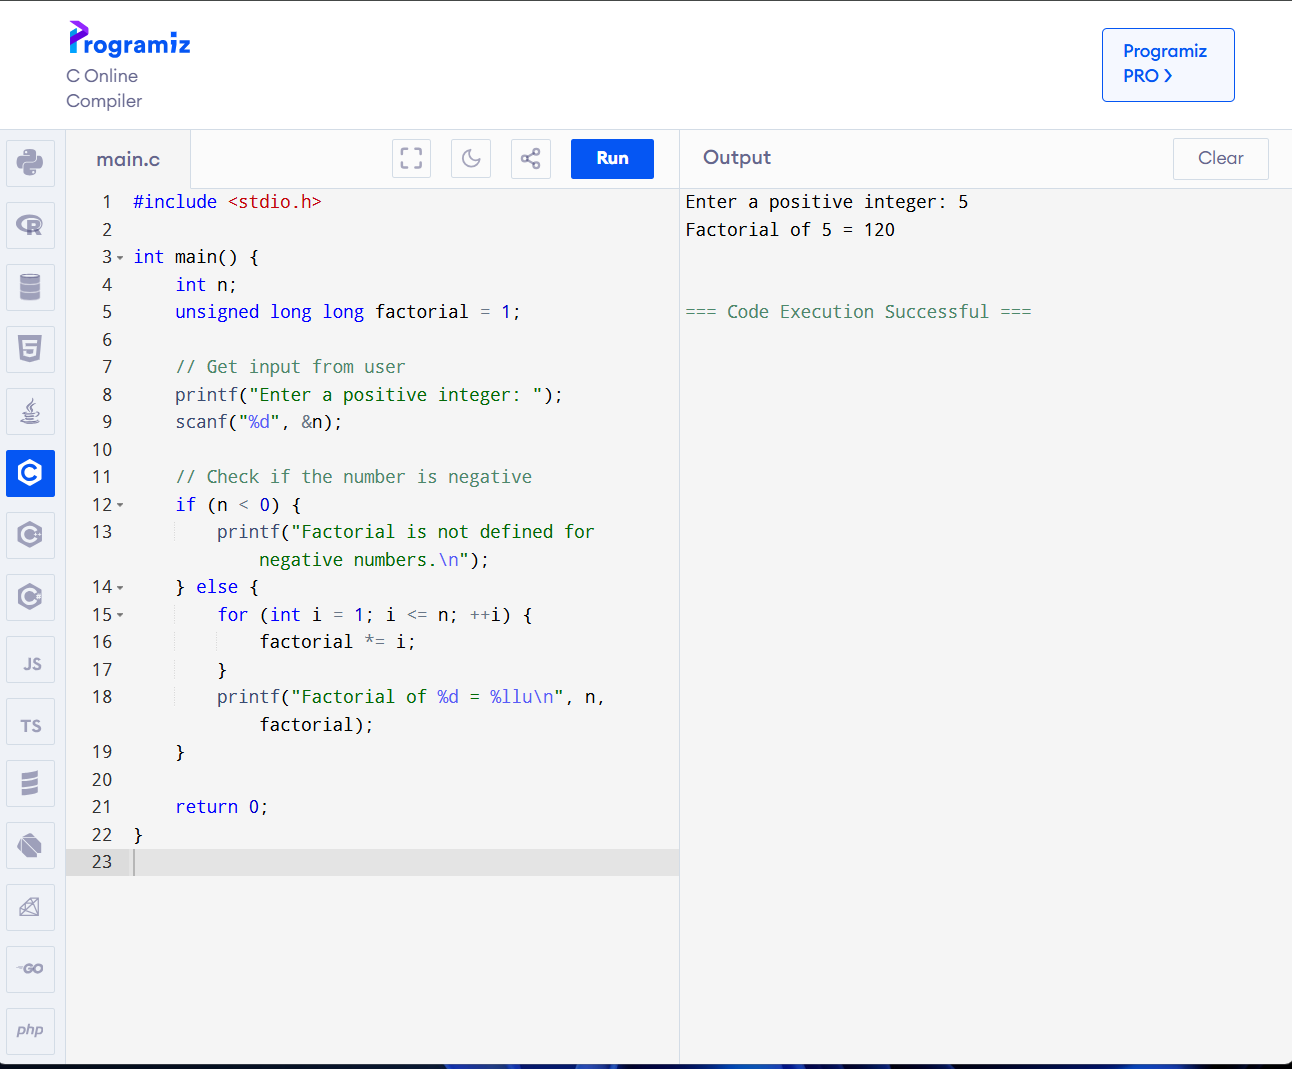 Programiz
C Online
Compiler
Programiz
PRO >
main.c
Run
Output
Clear
1 #include <stdio.h>
2
3 int main() {
4     int n;
5     unsigned long long factorial = 1;
6
7     // Get input from user
8     printf("Enter a positive integer: ");
9     scanf("%d", &n);
10
11     // Check if the number is negative
12     if (n < 0) {
13         printf("Factorial is not defined for
            negative numbers.\n");
14     } else {
15         for (int i = 1; i <= n; ++i) {
16             factorial *= i;
17         }
18         printf("Factorial of %d = %llu\n", n,
            factorial);
19     }
20
21     return 0;
22 }
23
Enter a positive integer: 5
Factorial of 5 = 120
=== Code Execution Successful ===
R
5
C
C
C
JS
TS
GO
php